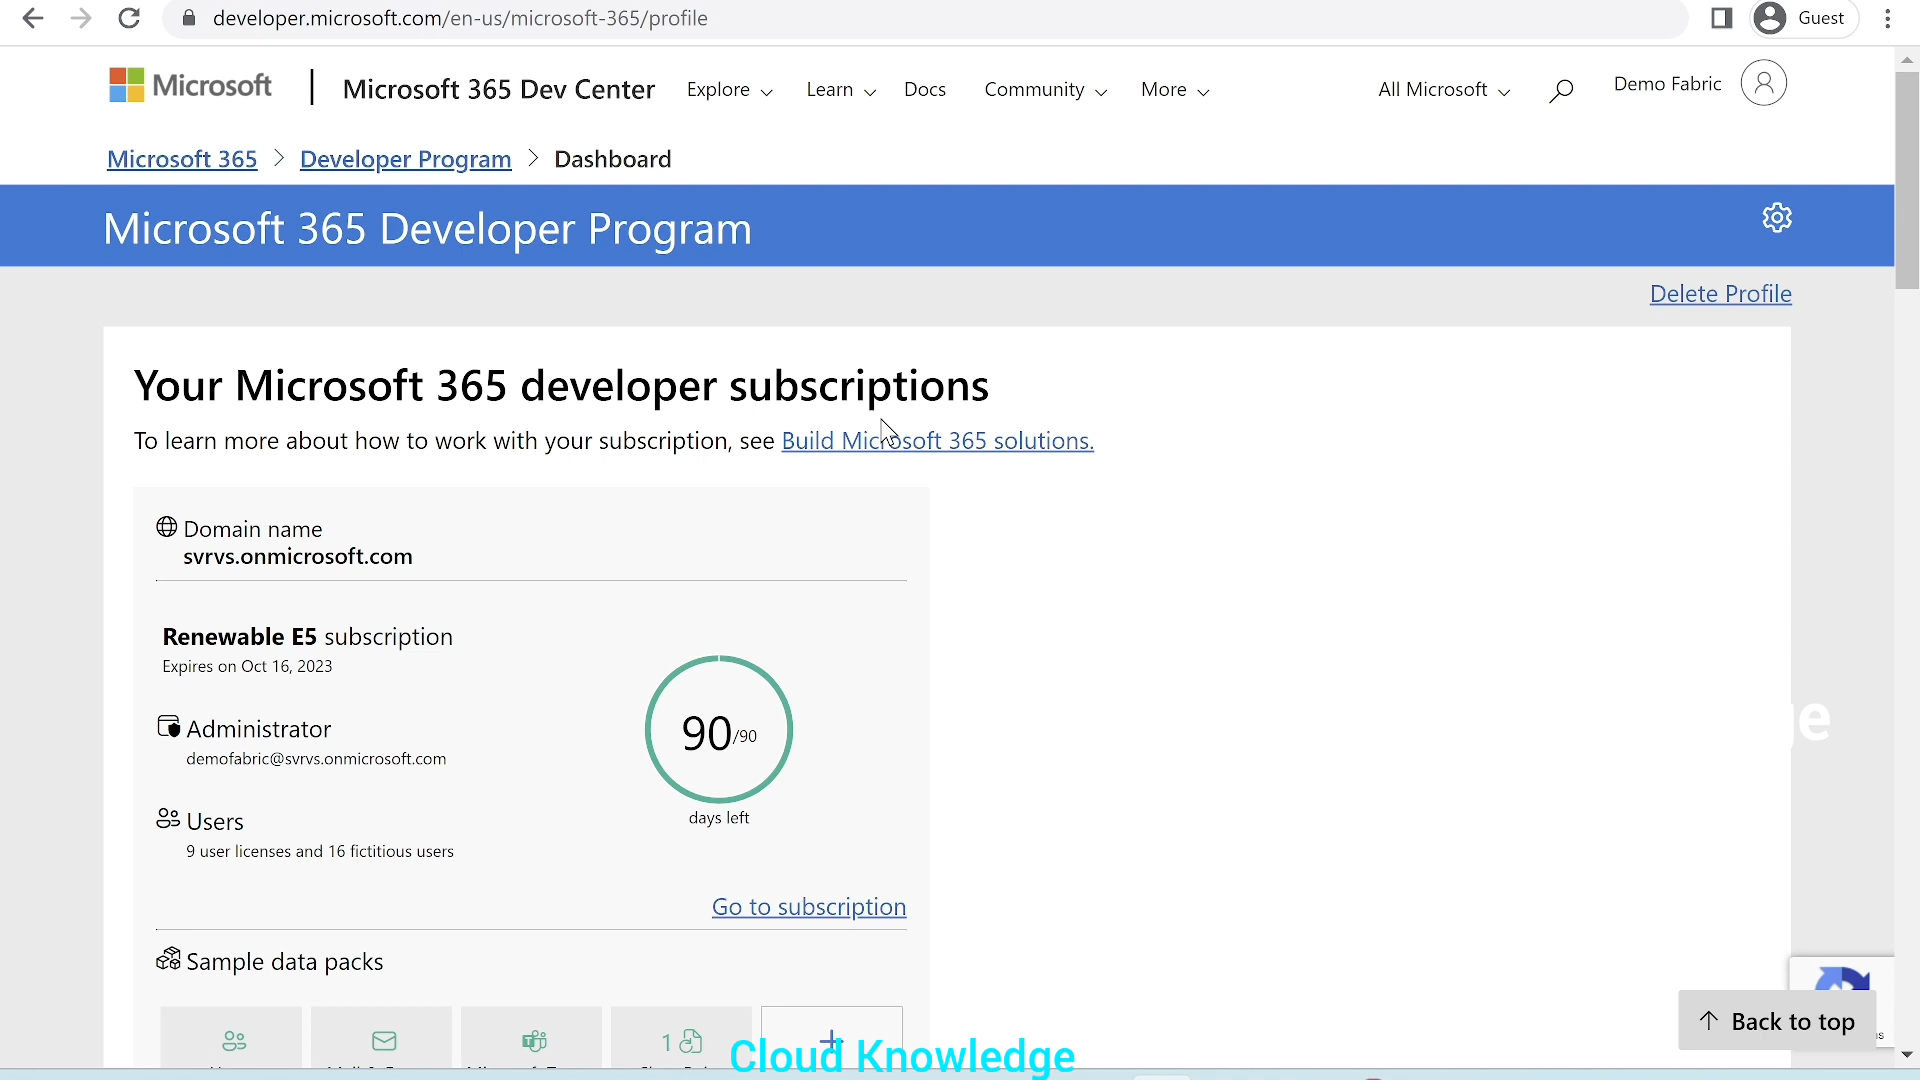 developer.microsoft.com/en-us/microsoft-365/profile
Guest
Microsoft
Microsoft 365 Dev Center
Explore
Learn
Docs
Community
More
All Microsoft
Demo Fabric
Microsoft 365 > Developer Program > Dashboard
Microsoft 365 Developer Program
Delete Profile
Your Microsoft 365 developer subscriptions
To learn more about how to work with your subscription, see Build Microsoft 365 solutions.
Domain name
svrvs.onmicrosoft.com
Renewable E5 subscription
Expires on Oct 16, 2023
Administrator
demofabric@svrvs.onmicrosoft.com
90/90
days left
Users
9 user licenses and 16 fictitious users
Go to subscription
Sample data packs
1
Back to top
Cloud Knowledge